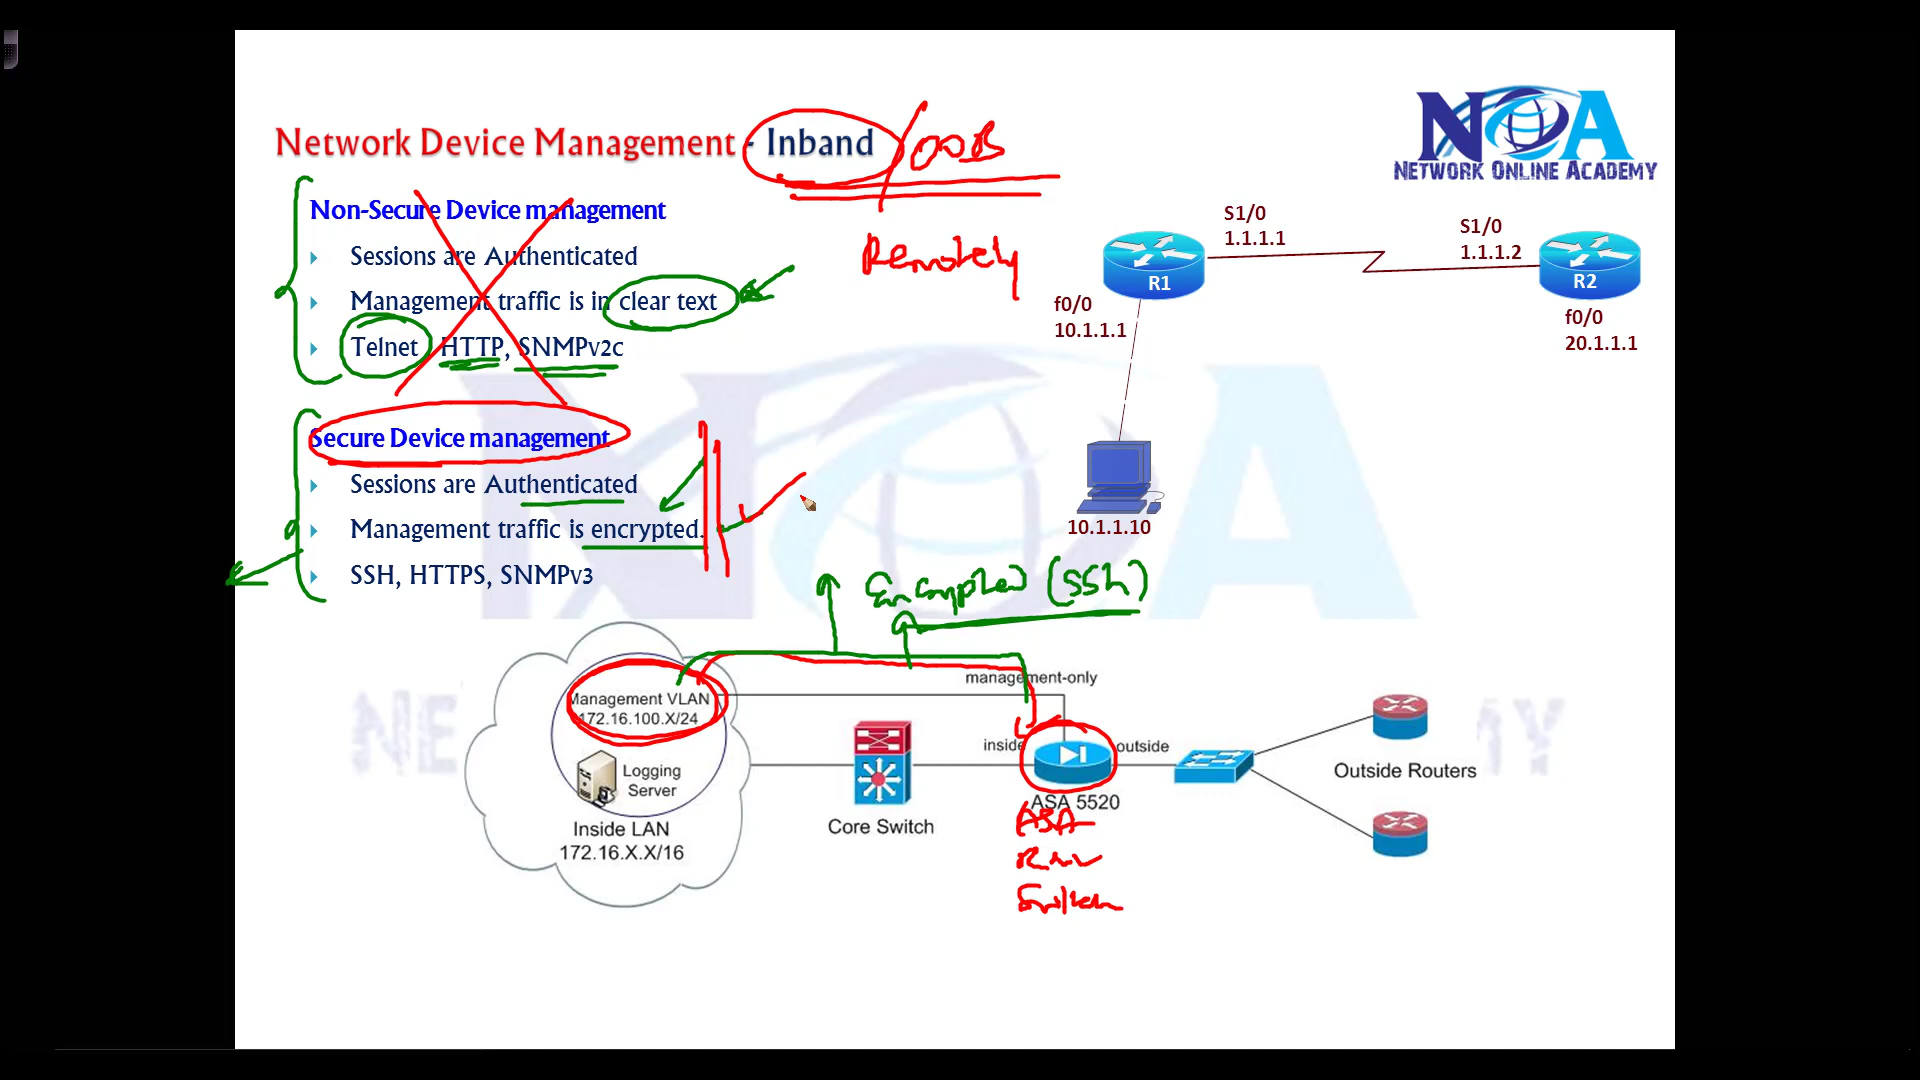 Network Device Management - Inband / OOB
NOA
NETWORK ONLINE ACADEMY
Non-Secure Device management
Sessions are Authenticated
Management traffic is in clear text
Telnet, HTTP, SNMPv2c
Remotely
S1/0
1.1.1.1
S1/0
1.1.1.2
R1
R2
f0/0
10.1.1.1
f0/0
20.1.1.1
10.1.1.10
Secure Device management
Sessions are Authenticated
Management traffic is encrypted.
SSH, HTTPS, SNMPv3
Encrypted (SSH)
management-only
Management VLAN
172.16.100.X/24
Logging
Server
Inside LAN
172.16.X.X/16
Core Switch
inside
outside
ASA 5520
ASA
Switch
Outside Routers